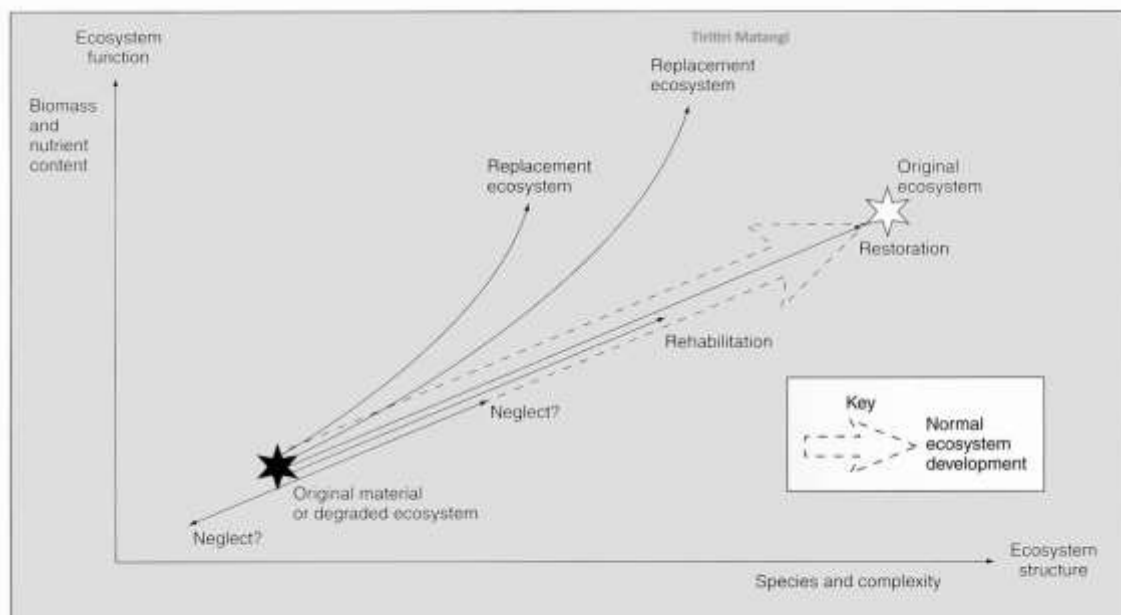 Ecosystem
function
Tiritiri Matangi
Replacement
ecosystem
Biomass
and
nutrient
content
Replacement
ecosystem
Original
ecosystem
Restoration
Rehabilitation
Neglect?
Key
Normal
ecosystem
development
Original material
or degraded ecosystem
Neglect?
Species and complexity
Ecosystem
structure